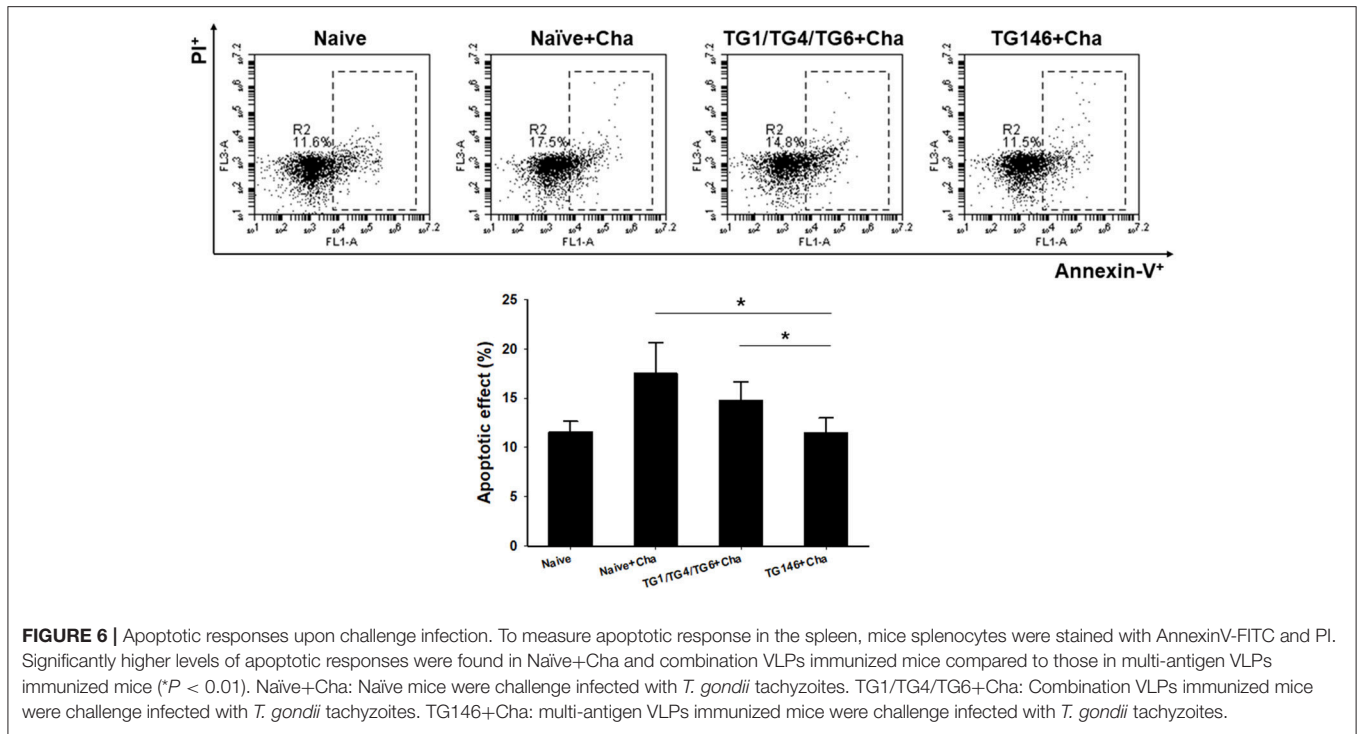 Naive
Naïve+Cha
TG1/TG4/TG6+Cha
TG146+Cha
PI+
FL3-A
R2
11.6%
R2
17.5%
R2
14.8%
R2
11.5%
FL1-A
FL1-A
FL1-A
FL1-A
Annexin-V+
Apoptotic effect (%)
25
20
15
10
5
0
*
*
Naive
Naive+Cha
TG1/TG4/TG6+Cha
TG146+Cha
FIGURE 6 | Apoptotic responses upon challenge infection. To measure apoptotic response in the spleen, mice splenocytes were stained with AnnexinV-FITC and PI.
Significantly higher levels of apoptotic responses were found in Naïve+Cha and combination VLPs immunized mice compared to those in multi-antigen VLPs
immunized mice (*P < 0.01). Naïve+Cha: Naïve mice were challenge infected with T. gondii tachyzoites. TG1/TG4/TG6+Cha: Combination VLPs immunized mice
were challenge infected with T. gondii tachyzoites. TG146+Cha: multi-antigen VLPs immunized mice were challenge infected with T. gondii tachyzoites.